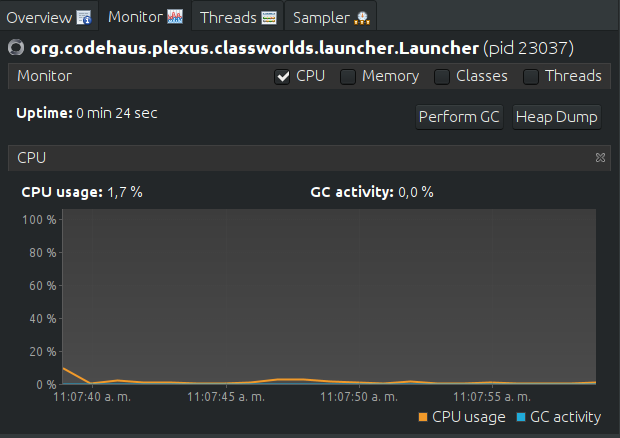 Overview Monitor Threads Sampler
org.codehaus.plexus.classworlds.launcher.Launcher (pid 23037)
Monitor CPU Memory Classes Threads
Uptime: 0 min 24 sec Perform GC Heap Dump
CPU
CPU usage: 1,7 % GC activity: 0,0 %
100 %
80 %
60 %
40 %
20 %
0 %
11:07:40 a. m. 11:07:45 a. m. 11:07:50 a. m. 11:07:55 a. m.
CPU usage GC activity